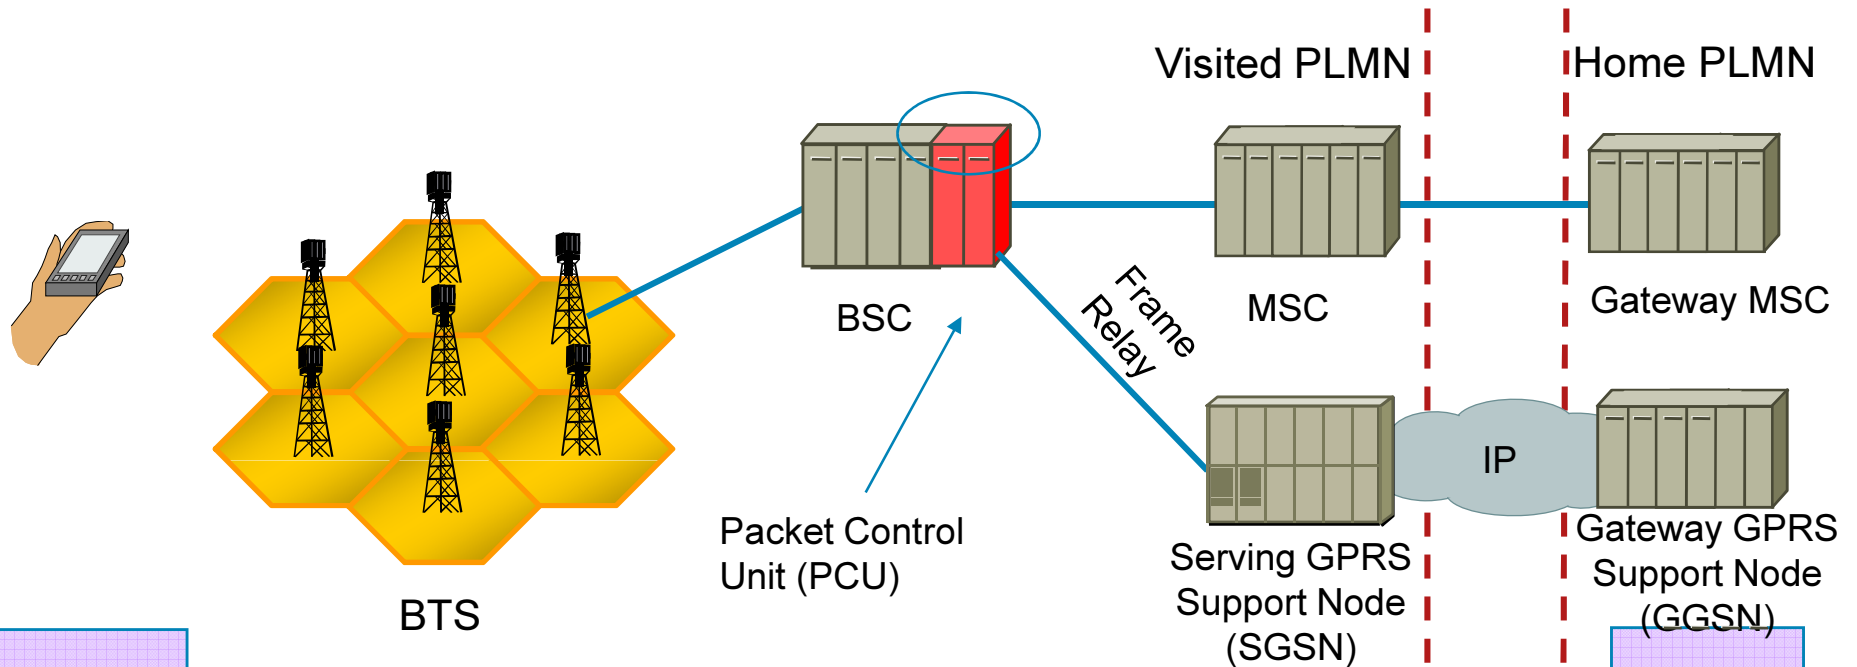 Visited PLMN
Home PLMN
BSC
MSC
Gateway MSC
Frame
Relay
IP
Packet Control
Unit (PCU)
Serving GPRS
Support Node
(SGSN)
Gateway GPRS
Support Node
(GGSN)
BTS